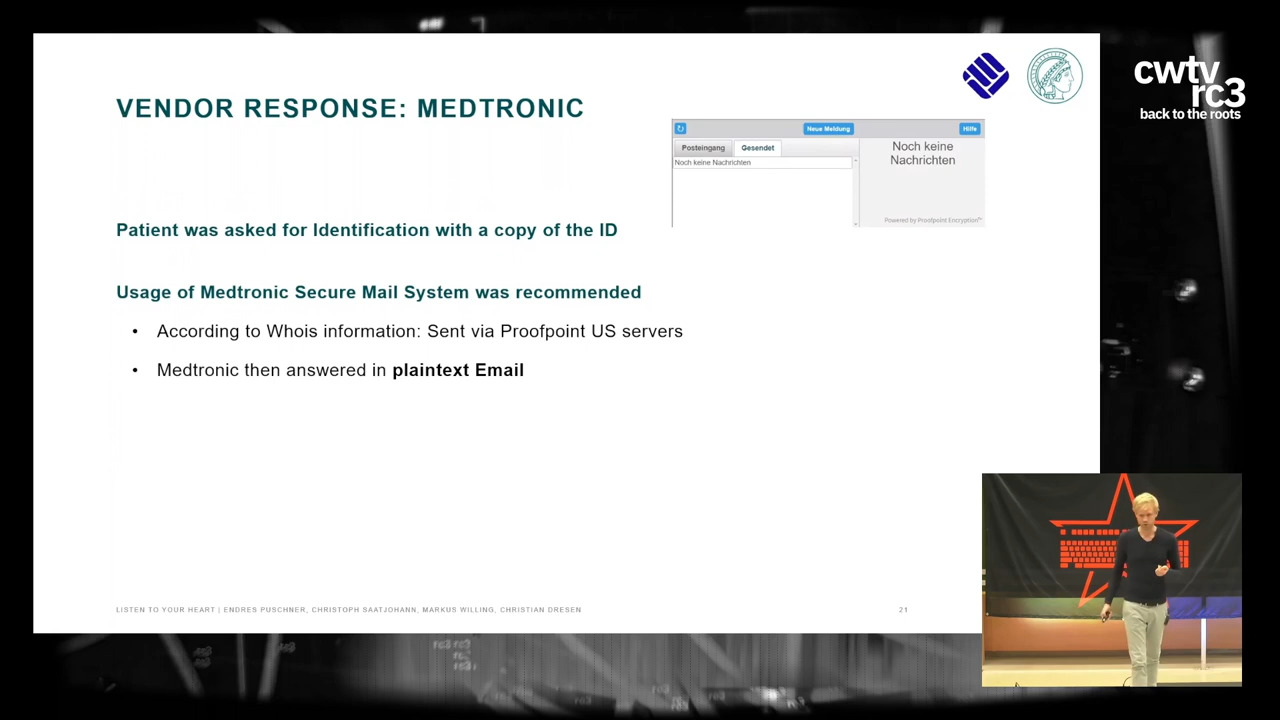 cwtv
rc3
back to the roots
VENDOR RESPONSE: MEDTRONIC
Neue Meldung
Hilfe
Posteingang
Gesendet
Noch keine Nachrichten
Noch keine
Nachrichten
Powered by Proofpoint Encryption™
Patient was asked for Identification with a copy of the ID
Usage of Medtronic Secure Mail System was recommended
• According to Whois information: Sent via Proofpoint US servers
• Medtronic then answered in plaintext Email
LISTEN TO YOUR HEART | ENDRES PUSCHNER, CHRISTOPH SAATJOHANN, MARKUS WILLING, CHRISTIAN DRESEN
21
rc3 rc3